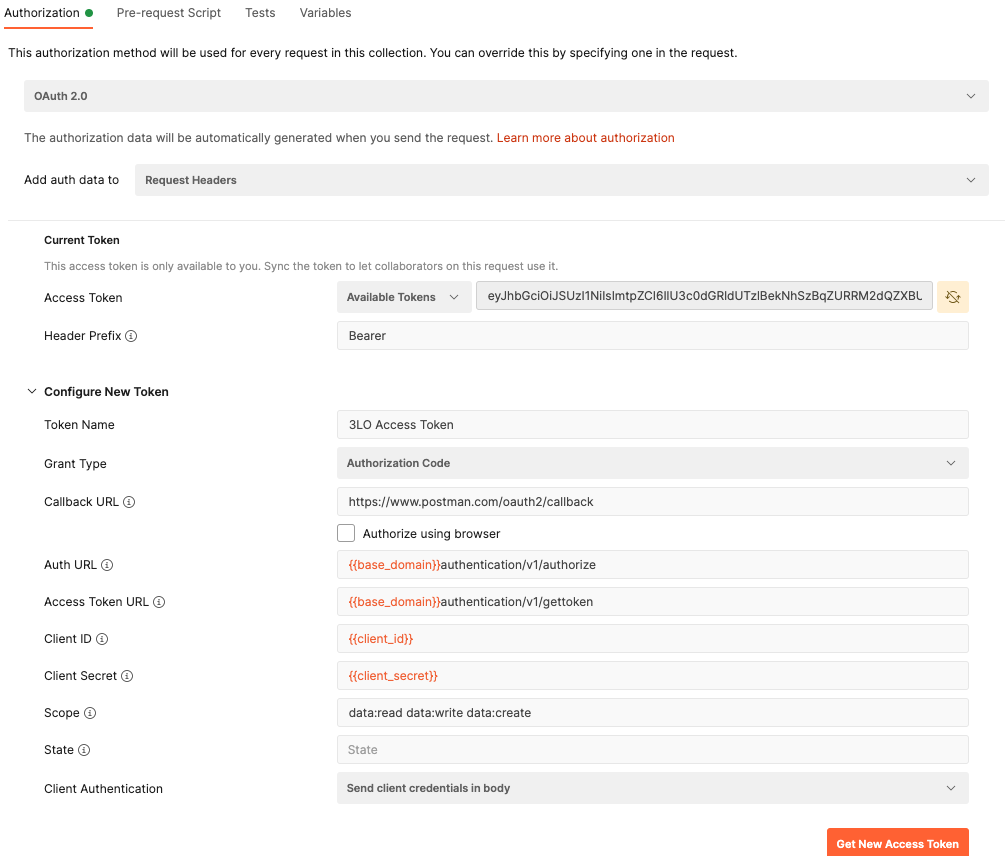 Authorization Pre-request Script Tests Variables
This authorization method will be used for every request in this collection. You can override this by specifying one in the request.
OAuth 2.0
The authorization data will be automatically generated when you send the request. Learn more about authorization
Add auth data to Request Headers
Current Token
This access token is only available to you. Sync the token to let collaborators on this request use it.
Access Token Available Tokens
Header Prefix Bearer
Configure New Token
Token Name 3LO Access Token
Grant Type Authorization Code
Callback URL https://www.postman.com/oauth2/callback
Authorize using browser
Auth URL {{base_domain}}authentication/v1/authorize
Access Token URL {{base_domain}}authentication/v1/gettoken
Client ID {{client_id}}
Client Secret {{client_secret}}
Scope data:read data:write data:create
State State
Client Authentication Send client credentials in body
Get New Access Token